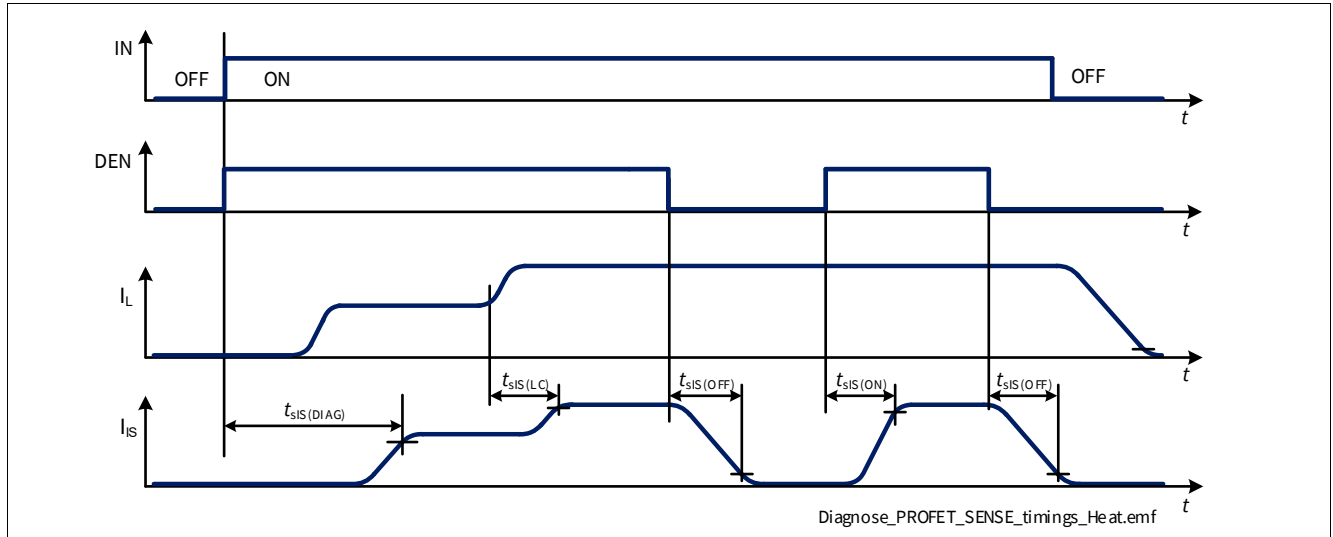 IN
OFF
ON
OFF
t
DEN
t
IL
t
tsIS(DIAG)
tsIS(LC)
tsIS(OFF)
tsIS(ON)
tsIS(OFF)
IIS
t
Diagnose_PROFET_SENSE_timings_Heat.emf